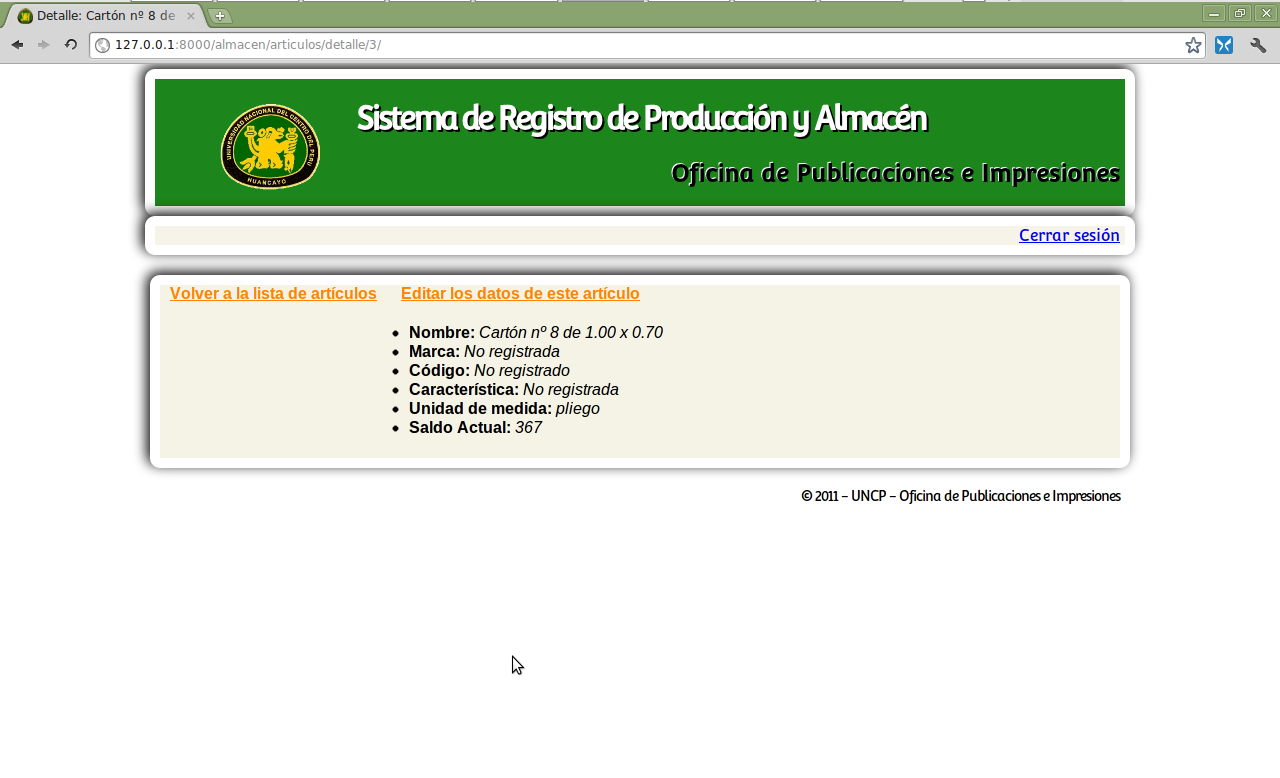 Detalle: Cartón nº 8 de
127.0.0.1:8000/almacen/articulos/detalle/3/
UNIVERSIDAD NACIONAL DEL CENTRO DEL PERU
HUANCAYO
Sistema de Registro de Producción y Almacén
Oficina de Publicaciones e Impresiones
Cerrar sesión
Volver a la lista de artículos Editar los datos de este artículo
• Nombre: Cartón nº 8 de 1.00 x 0.70
• Marca: No registrada
• Código: No registrado
• Característica: No registrada
• Unidad de medida: pliego
• Saldo Actual: 367
© 2011 – UNCP – Oficina de Publicaciones e Impresiones